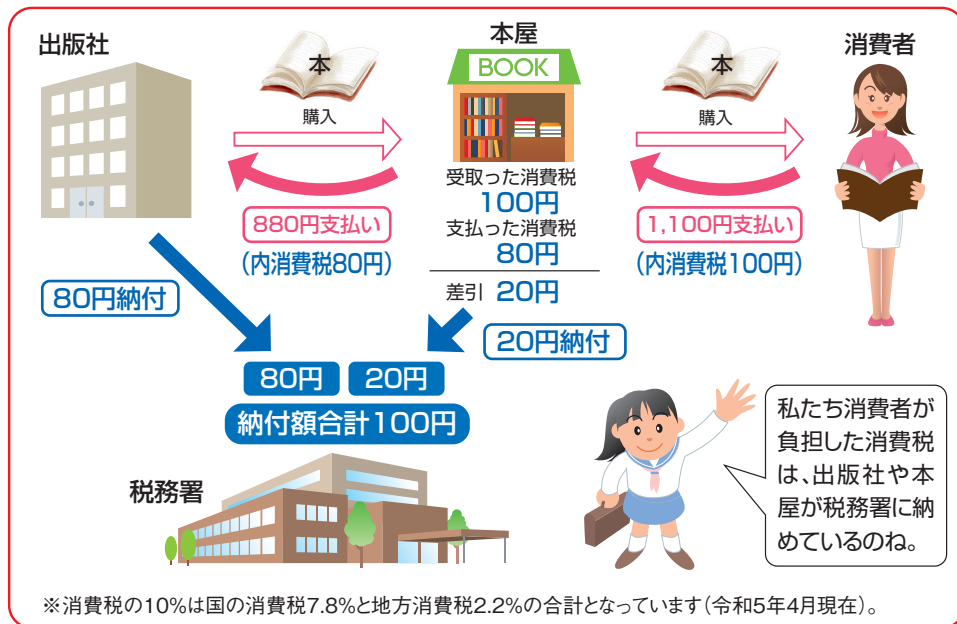 出版社
本
購入
880円支払い
(内消費税80円)
本屋
BOOK
受取った消費税
100円
支払った消費税
80円
差引 20円
本
購入
1,100円支払い
(内消費税100円)
消費者
80円納付
20円納付
80円 20円
納付額合計100円
税務署
私たち消費者が
負担した消費税
は、出版社や本
屋が税務署に納
めているのね。
※消費税の10%は国の消費税7.8%と地方消費税2.2%の合計となっています(令和5年4月現在)。